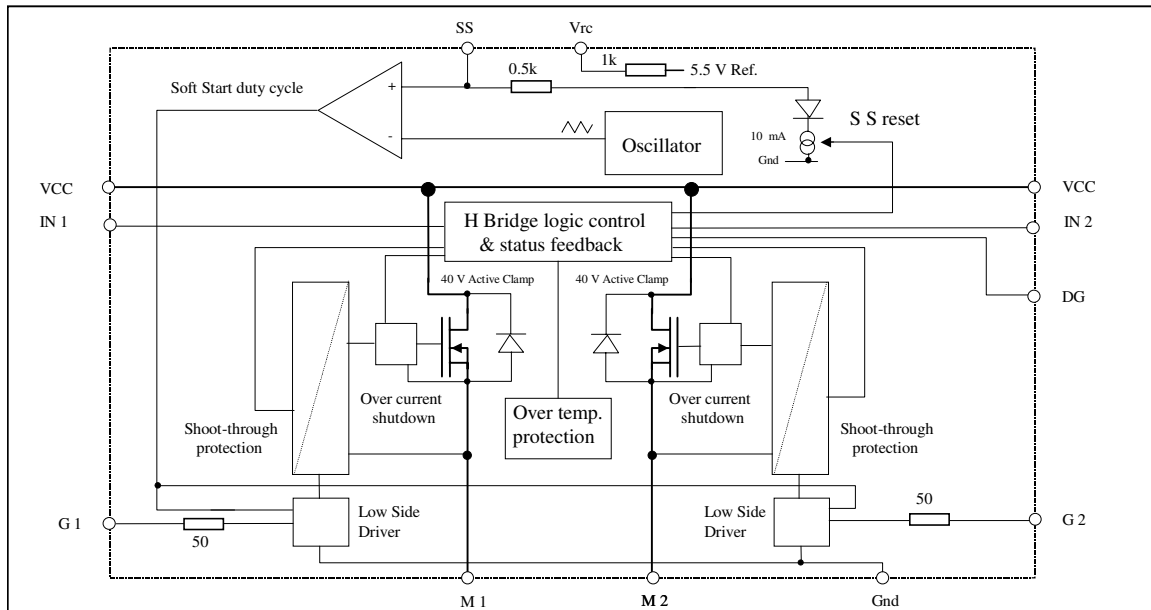 SS
Vrc
1k
5.5 V Ref.
0.5k
Soft Start duty cycle
+
-
Oscillator
10 mA
Gnd
S S reset
VCC
VCC
IN 1
IN 2
H Bridge logic control
& status feedback
40 V Active Clamp
40 V Active Clamp
DG
Over current
shutdown
Over temp.
protection
Over current
shutdown
Shoot-through
protection
Shoot-through
protection
G 1
50
Low Side
Driver
Low Side
Driver
50
G 2
M 1
M 2
Gnd